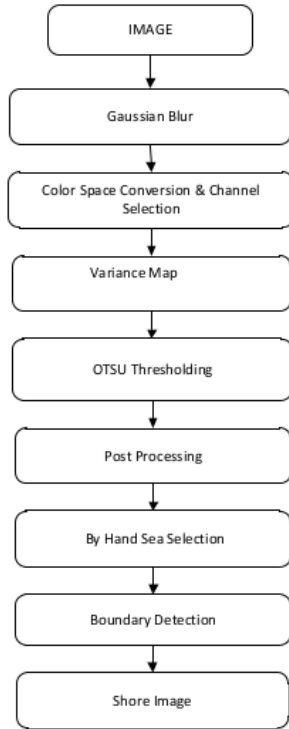 IMAGE
Gaussian Blur
Color Space Conversion & Channel
Selection
Variance Map
OTSU Thresholding
Post Processing
By Hand Sea Selection
Boundary Detection
Shore Image